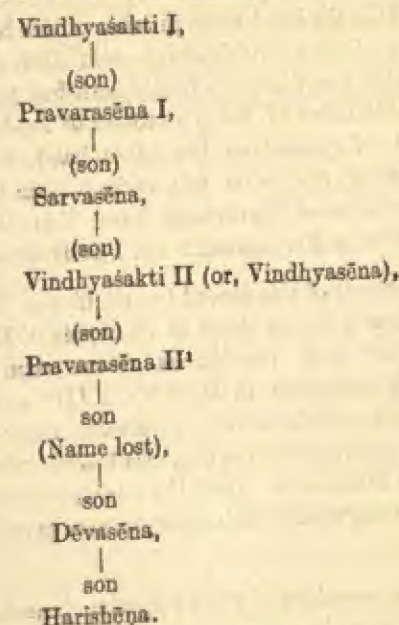 Vindhyaśakti I,
|
(son)
Pravarasēna I,
|
(son)
Sarvasēna,
|
(son)
Vindhyaśakti II (or, Vindhyasēna),
|
(son)
Pravarasēna II¹
|
son
(Name lost),
|
son
Dēvasēna,
|
son
Harishēṇa.